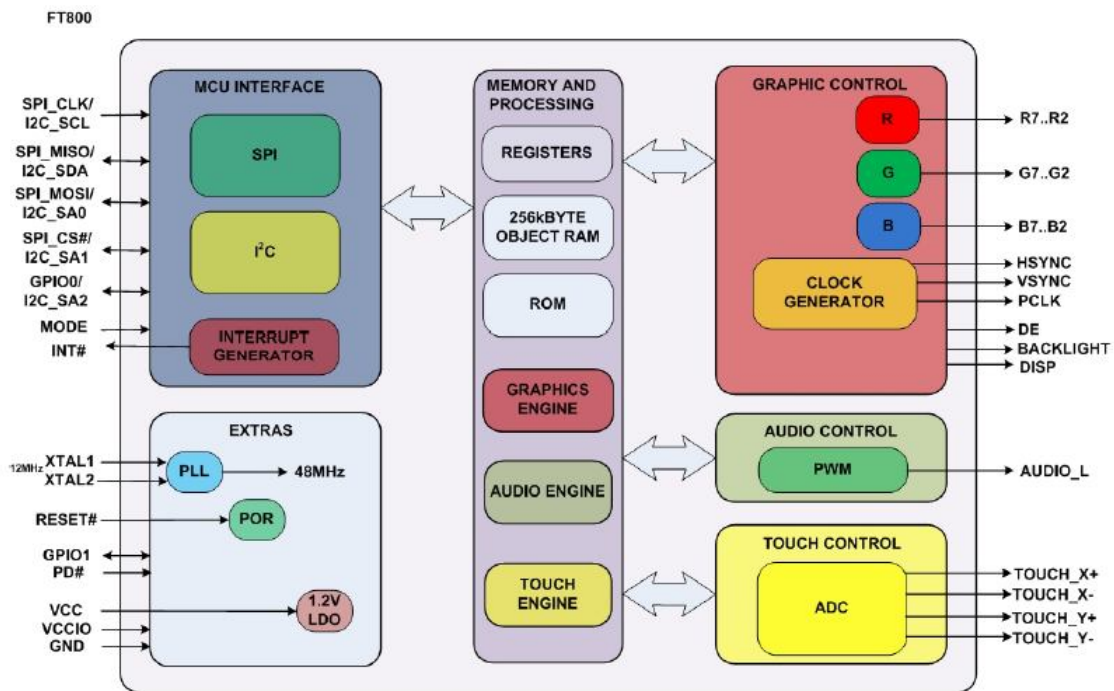 FT800
MCU INTERFACE
SPI
I²C
INTERRUPT
GENERATOR
SPI_CLK/
I2C_SCL
SPI_MISO/
I2C_SDA
SPI_MOSI/
I2C_SA0
SPI_CS#/
I2C_SA1
GPIO0/
I2C_SA2
MODE
INT#
EXTRAS
12MHz
XTAL1
XTAL2
PLL
48MHz
RESET#
POR
GPIO1
PD#
VCC
VCCIO
GND
1.2V
LDO
MEMORY AND
PROCESSING
REGISTERS
256kBYTE
OBJECT RAM
ROM
GRAPHICS
ENGINE
AUDIO ENGINE
TOUCH
ENGINE
GRAPHIC CONTROL
R
G
B
CLOCK
GENERATOR
R7..R2
G7..G2
B7..B2
HSYNC
VSYNC
PCLK
DE
BACKLIGHT
DISP
AUDIO CONTROL
PWM
AUDIO_L
TOUCH CONTROL
ADC
TOUCH_X+
TOUCH_X-
TOUCH_Y+
TOUCH_Y-